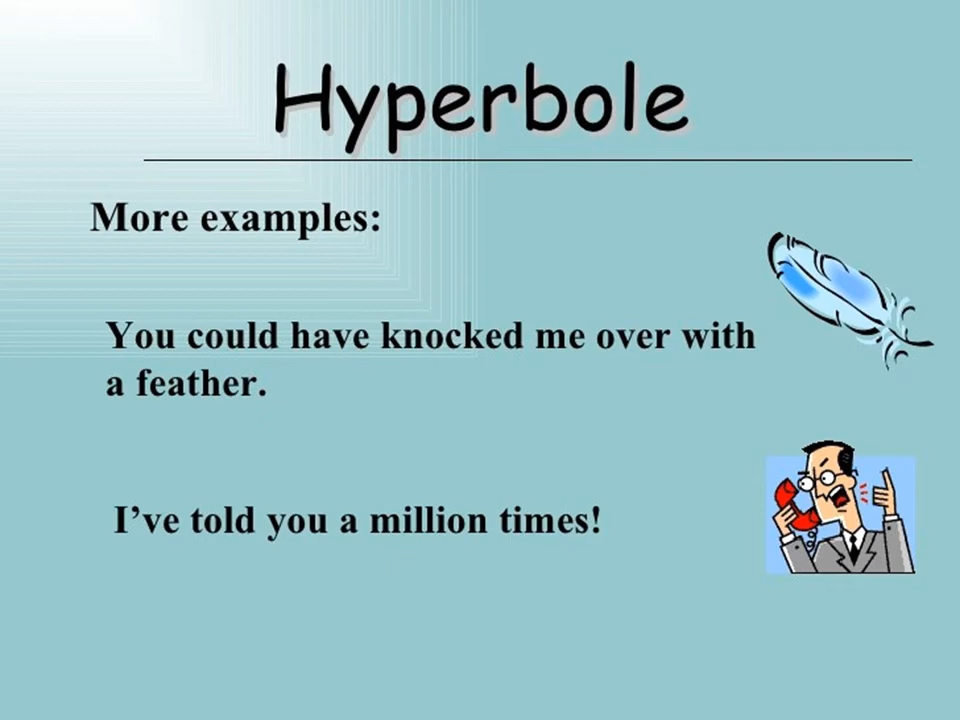 Hyperbole
More examples:
You could have knocked me over with
a feather.
I’ve told you a million times!